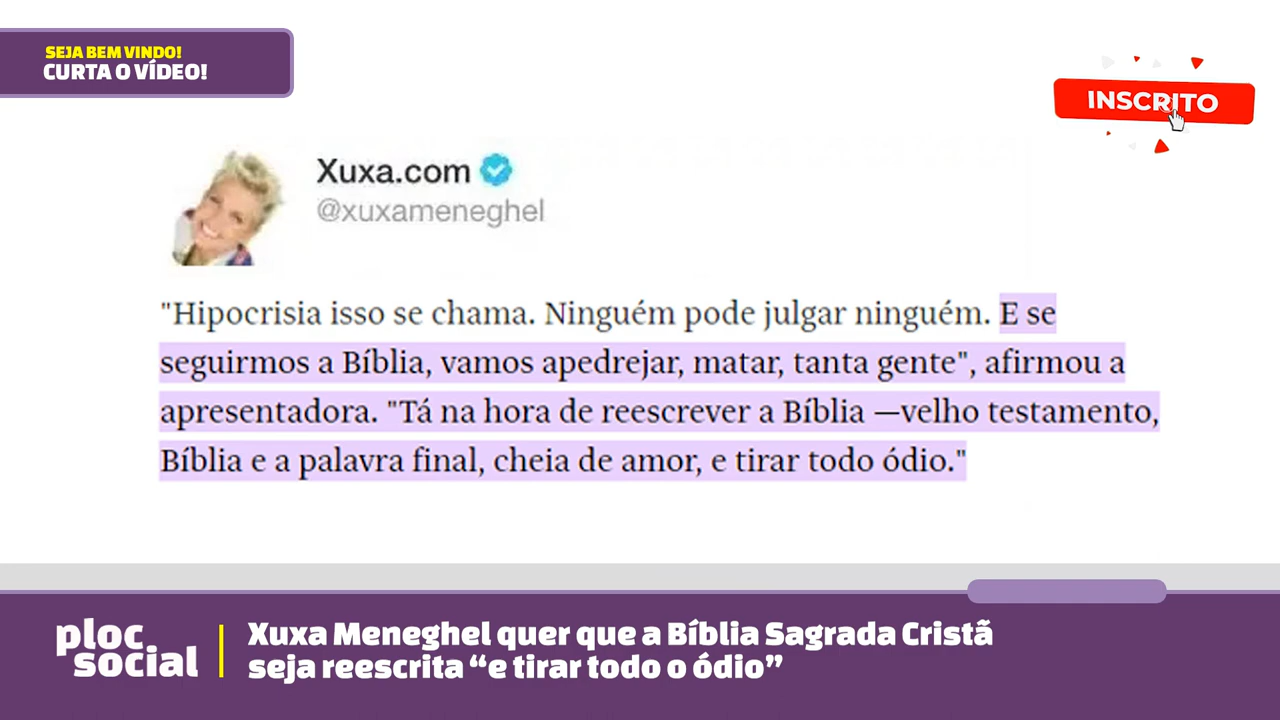 SEJA BEM VINDO!
CURTA O VÍDEO!
INSCRITO
Xuxa.com
@xuxameneghel
"Hipocrisia isso se chama. Ninguém pode julgar ninguém. E se
seguirmos a Bíblia, vamos apedrejar, matar, tanta gente", afirmou a
apresentadora. "Tá na hora de reescrever a Bíblia —velho testamento,
Bíblia e a palavra final, cheia de amor, e tirar todo ódio."
ploc
social
Xuxa Meneghel quer que a Bíblia Sagrada Cristã
seja reescrita “e tirar todo o ódio”